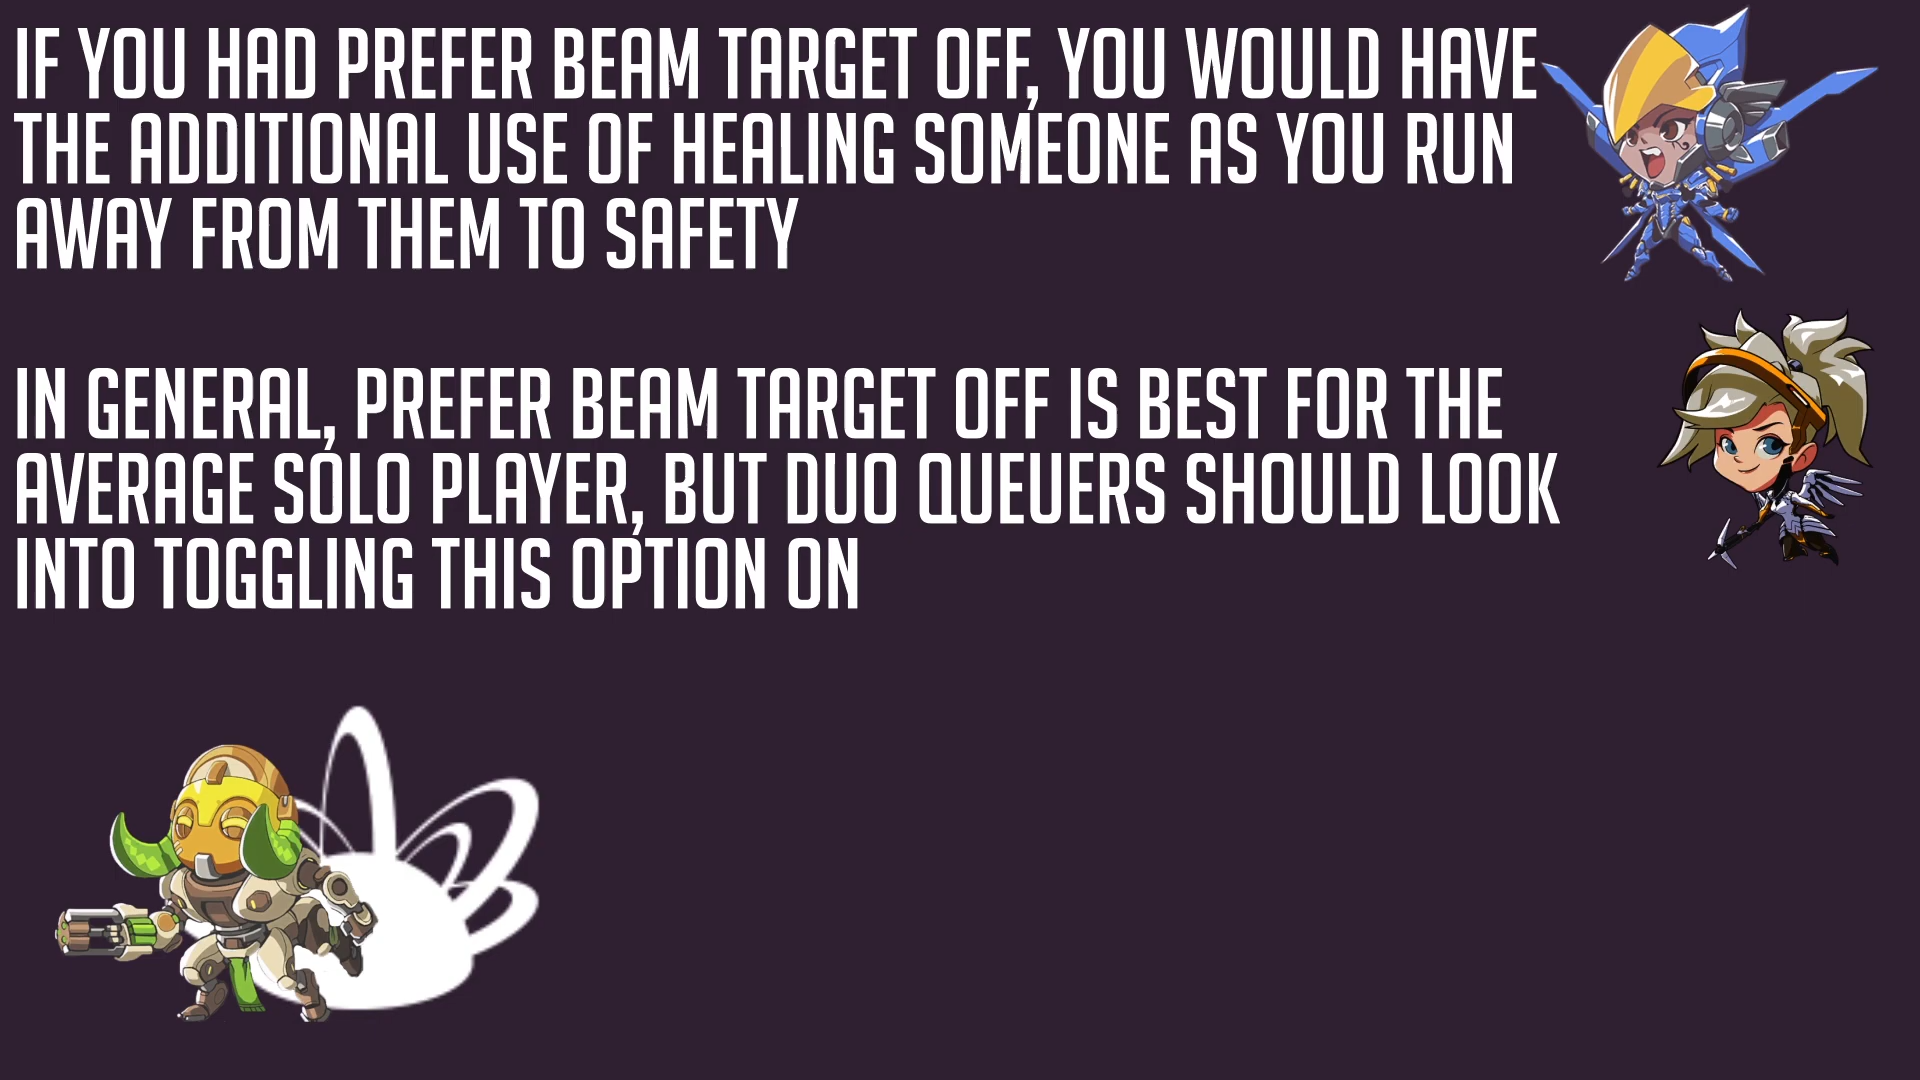 IF YOU HAD PREFER BEAM TARGET OFF, YOU WOULD HAVE
THE ADDITIONAL USE OF HEALING SOMEONE AS YOU RUN
AWAY FROM THEM TO SAFETY
IN GENERAL, PREFER BEAM TARGET OFF IS BEST FOR THE
AVERAGE SOLO PLAYER, BUT DUO QUEUERS SHOULD LOOK
INTO TOGGLING THIS OPTION ON